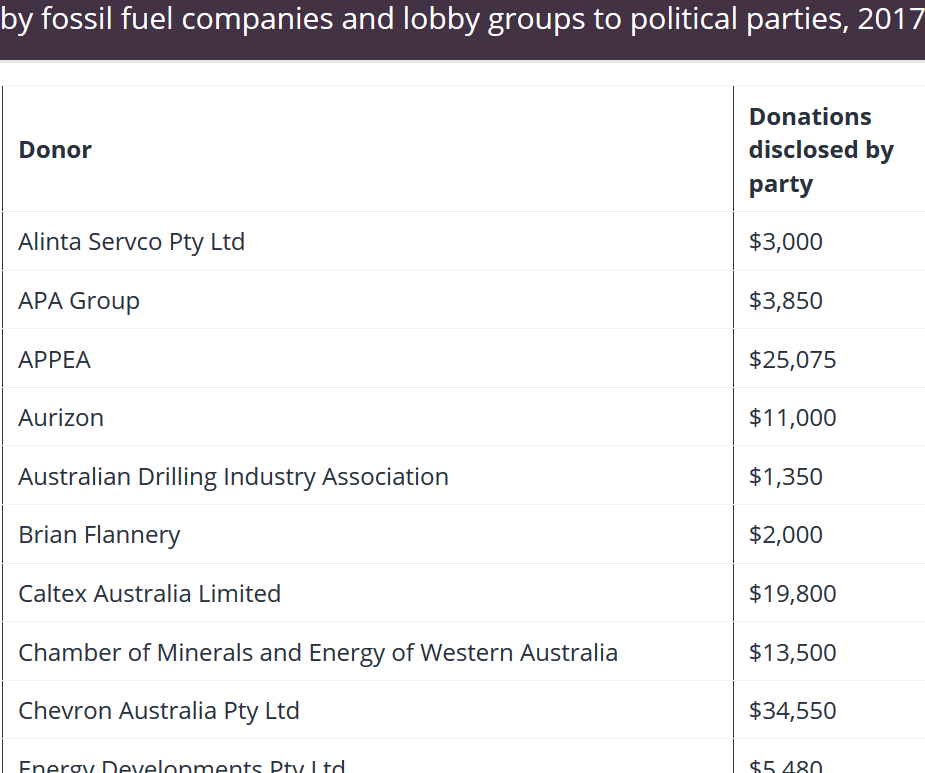 by fossil fuel companies and lobby groups to political parties, 2017
Donor
Donations
disclosed by
party
Alinta Servco Pty Ltd $3,000
APA Group $3,850
APPEA $25,075
Aurizon $11,000
Australian Drilling Industry Association $1,350
Brian Flannery $2,000
Caltex Australia Limited $19,800
Chamber of Minerals and Energy of Western Australia $13,500
Chevron Australia Pty Ltd $34,550
Energy Developments Pty Ltd $5,480